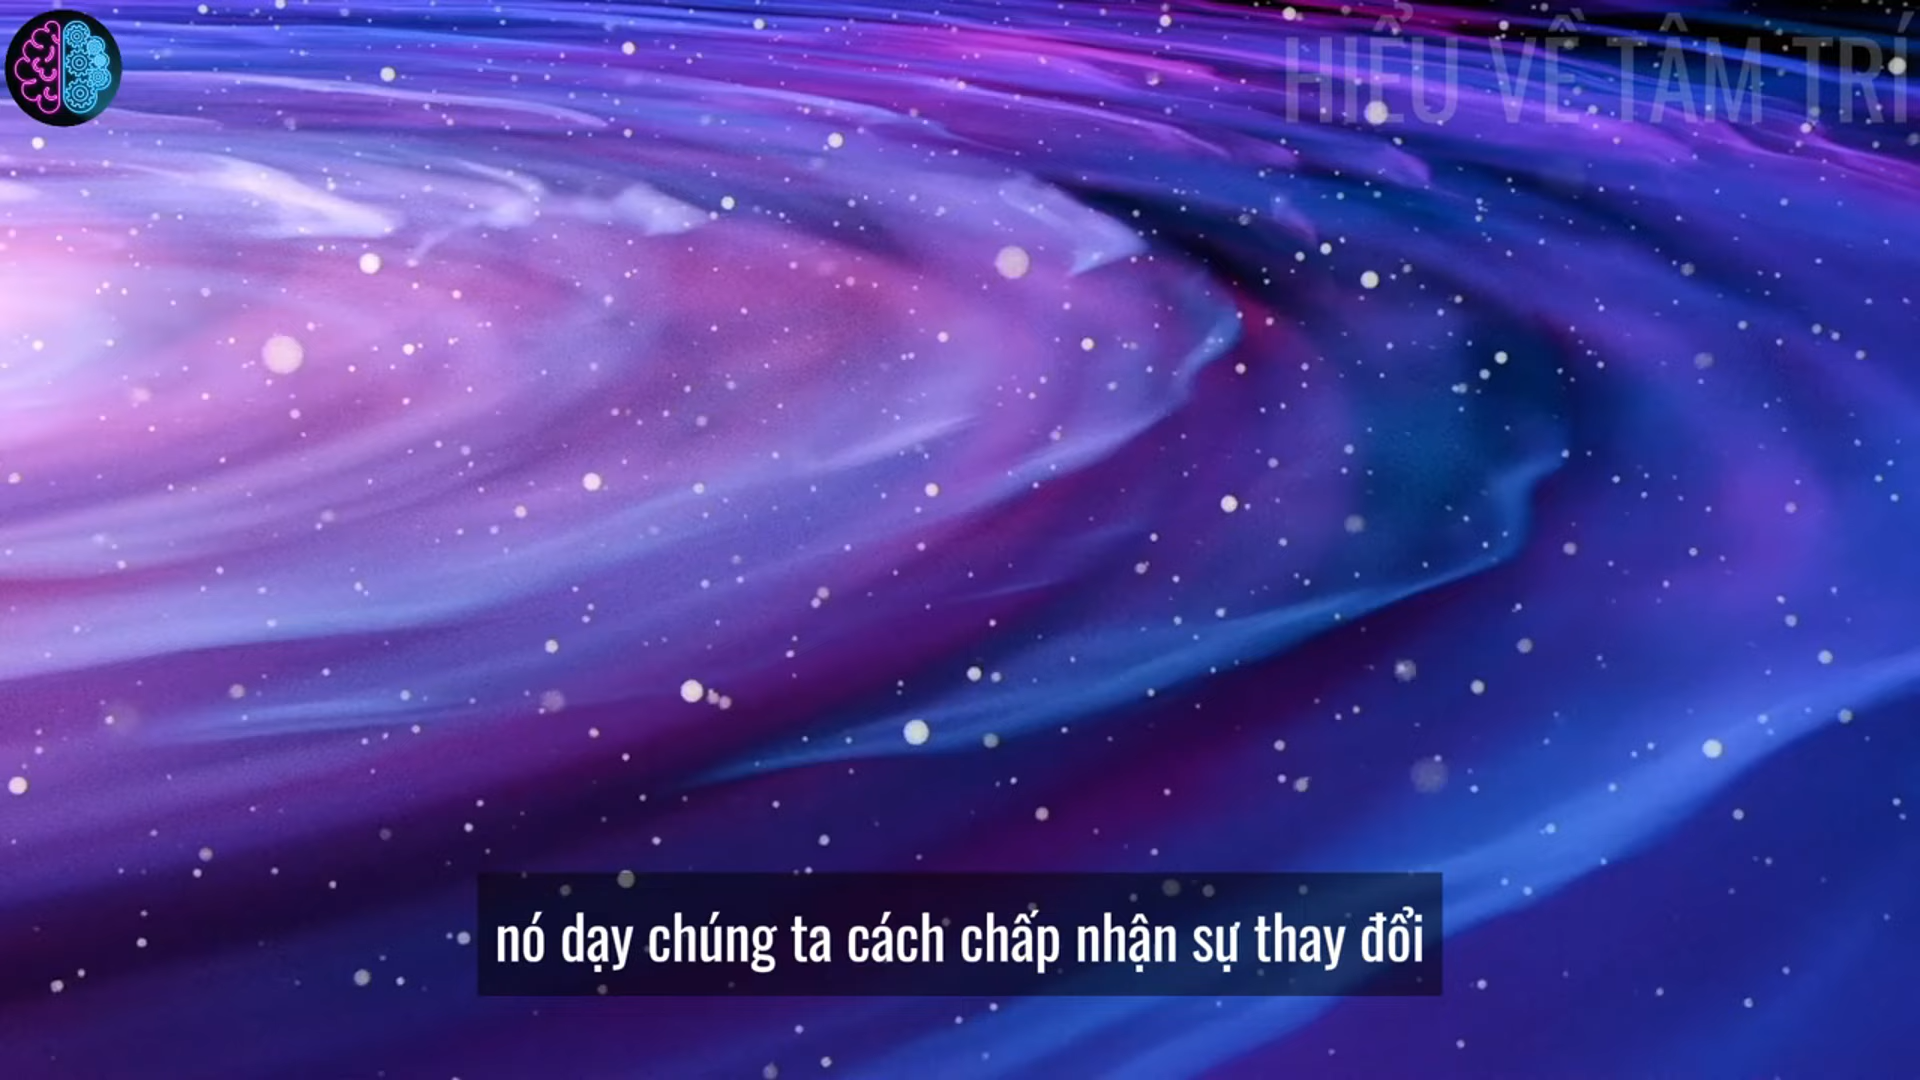 HIỂU VỀ TÂM TRÍ
nó dạy chúng ta cách chấp nhận sự thay đổi